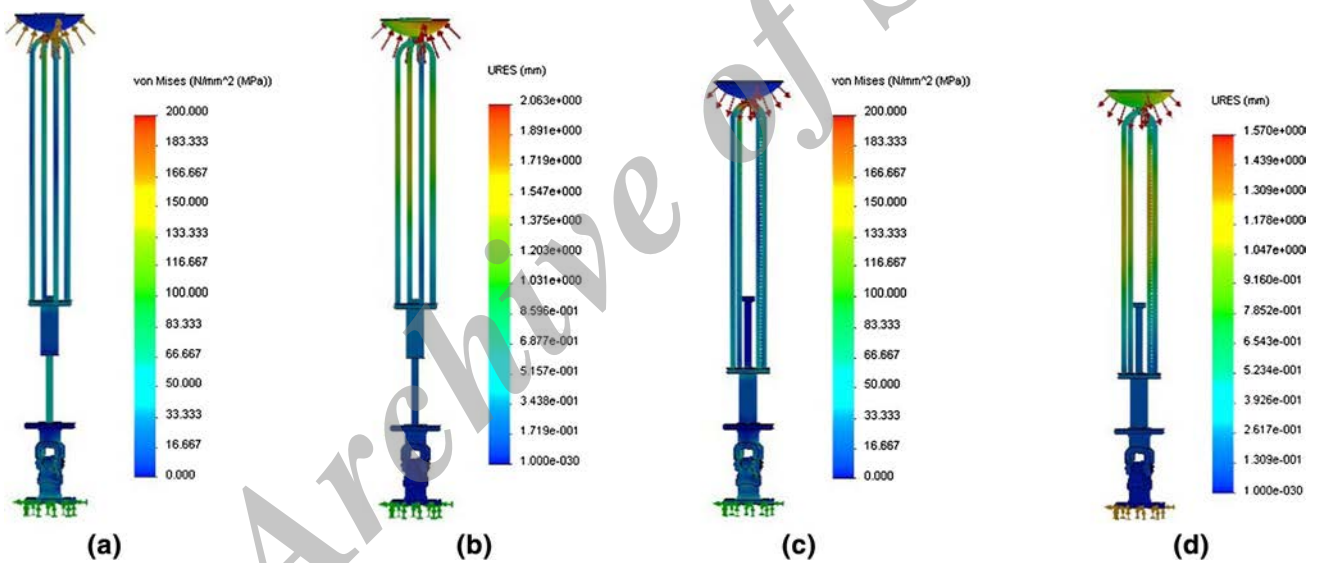 von Mises (N/mm^2 (MPa))
200.000
183.333
166.667
150.000
133.333
116.667
100.000
83.333
66.667
50.000
33.333
16.667
0.000
(a)
URES (mm)
2.063e+000
1.891e+000
1.719e+000
1.547e+000
1.375e+000
1.203e+000
1.031e+000
8.596e-001
6.877e-001
5.157e-001
3.438e-001
1.719e-001
1.000e-030
(b)
von Mises (N/mm^2 (MPa))
200.000
183.333
166.667
150.000
133.333
116.667
100.000
83.333
66.667
50.000
33.333
16.667
0.000
(c)
URES (mm)
1.570e+000
1.439e+000
1.309e+000
1.178e+000
1.047e+000
9.160e-001
7.852e-001
6.543e-001
5.234e-001
3.926e-001
2.617e-001
1.309e-001
1.000e-030
(d)
Archive of